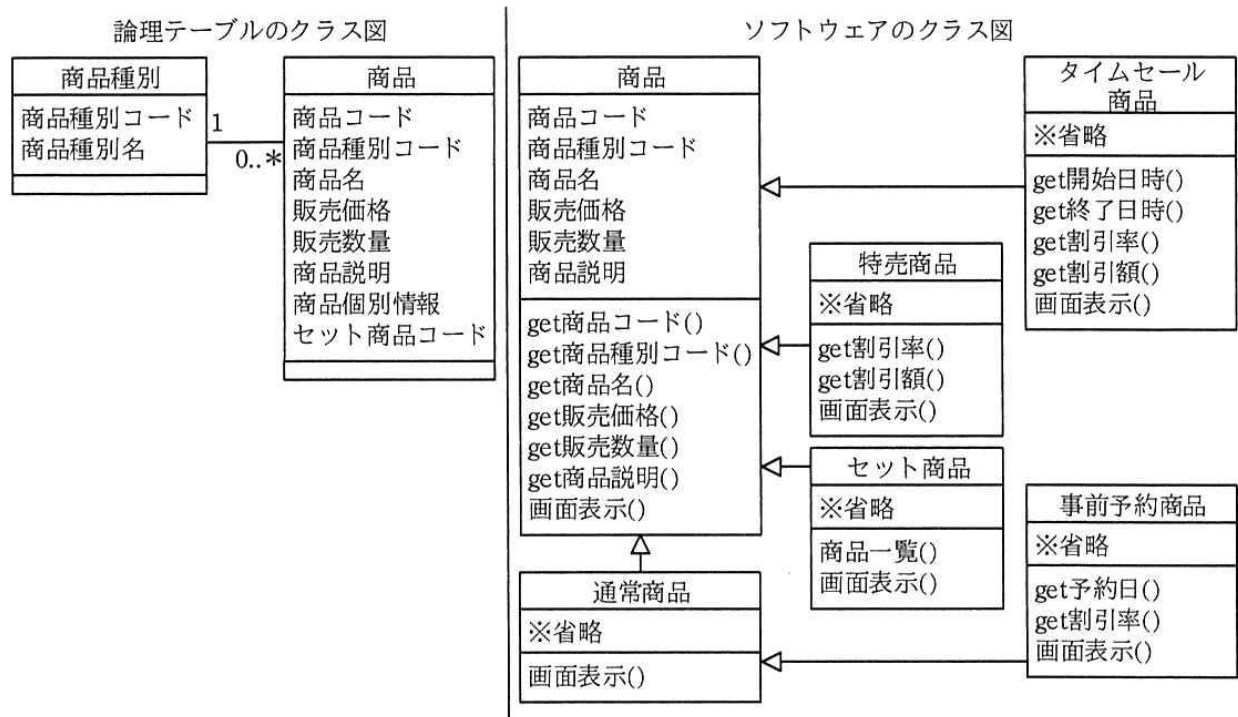 論理テーブルのクラス図
商品種別
商品種別コード
商品種別名
1
0..*
商品
商品コード
商品種別コード
商品名
販売価格
販売数量
商品説明
商品個別情報
セット商品コード
ソフトウェアのクラス図
商品
商品コード
商品種別コード
商品名
販売価格
販売数量
商品説明
get商品コード()
get商品種別コード()
get商品名()
get販売価格()
get販売数量()
get商品説明()
画面表示()
タイムセール
商品
※省略
get開始日時()
get終了日時()
get割引率()
get割引額()
画面表示()
特売商品
※省略
get割引率()
get割引額()
画面表示()
セット商品
※省略
商品一覧()
画面表示()
通常商品
※省略
画面表示()
事前予約商品
※省略
get予約日()
get割引率()
画面表示()